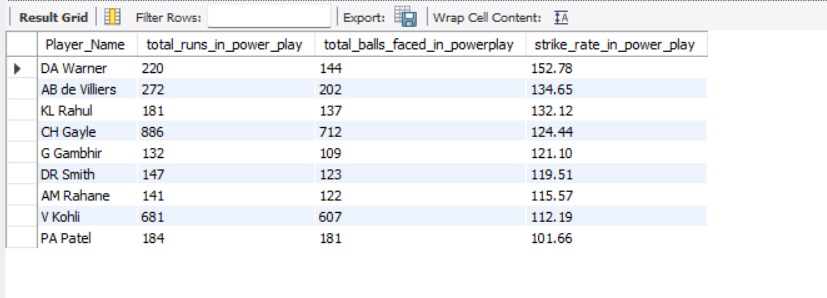 Result Grid Filter Rows: Export: Wrap Cell Content: IA
Player_Name total_runs_in_power_play total_balls_faced_in_powerplay strike_rate_in_power_play
DA Warner 220 144 152.78
AB de Villiers 272 202 134.65
KL Rahul 181 137 132.12
CH Gayle 886 712 124.44
G Gambhir 132 109 121.10
DR Smith 147 123 119.51
AM Rahane 141 122 115.57
V Kohli 681 607 112.19
PA Patel 184 181 101.66